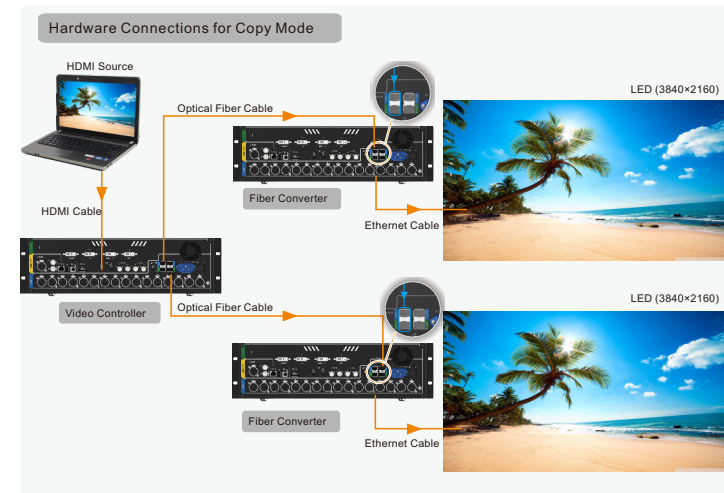 Hardware Connections for Copy Mode
HDMI Source
LED (3840×2160)
Optical Fiber Cable
Fiber Converter
HDMI Cable
Ethernet Cable
LED (3840×2160)
Optical Fiber Cable
Video Controller
Fiber Converter
Ethernet Cable